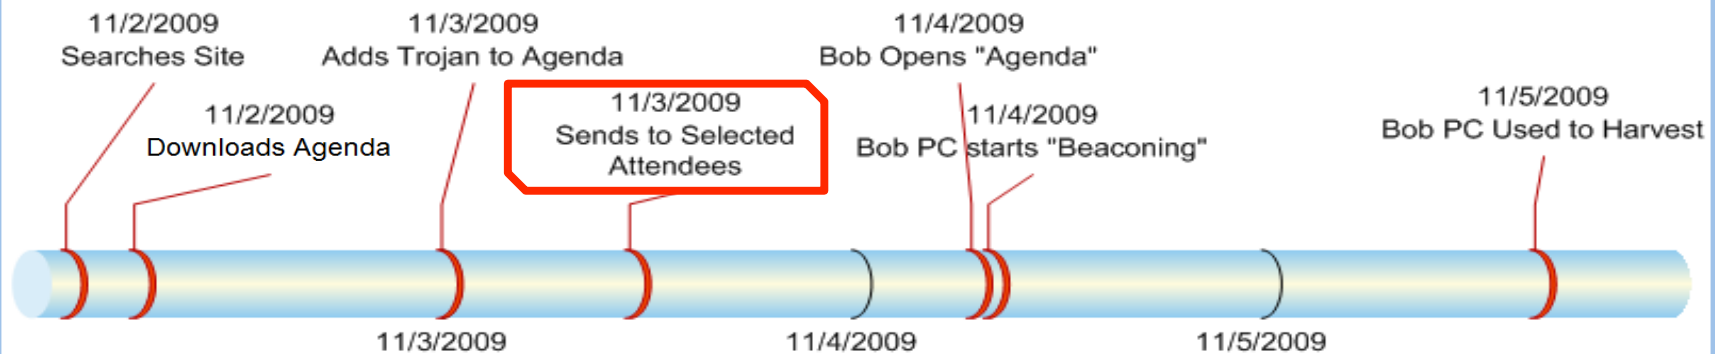 11/2/2009
Searches Site
11/2/2009
Downloads Agenda
11/3/2009
Adds Trojan to Agenda
11/3/2009
Sends to Selected
Attendees
11/4/2009
Bob Opens "Agenda"
11/4/2009
Bob PC starts "Beaconing"
11/5/2009
Bob PC Used to Harvest
11/3/2009
11/4/2009
11/5/2009